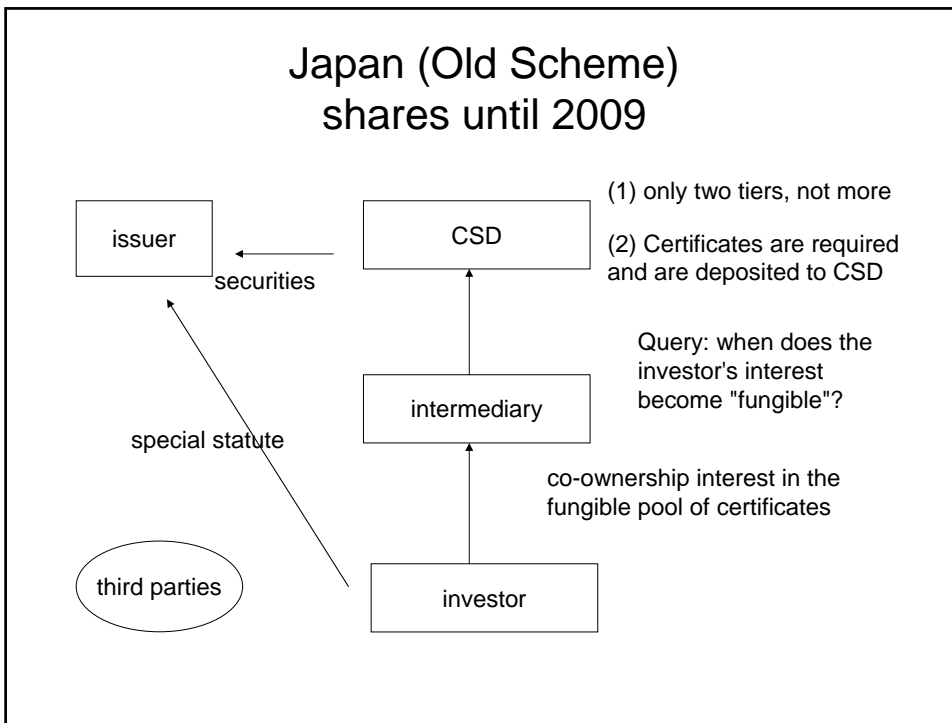 Japan (Old Scheme)
shares until 2009
issuer
CSD
securities
(1) only two tiers, not more
(2) Certificates are required
and are deposited to CSD
Query: when does the
investor's interest
become "fungible"?
intermediary
special statute
co-ownership interest in the
fungible pool of certificates
third parties
investor